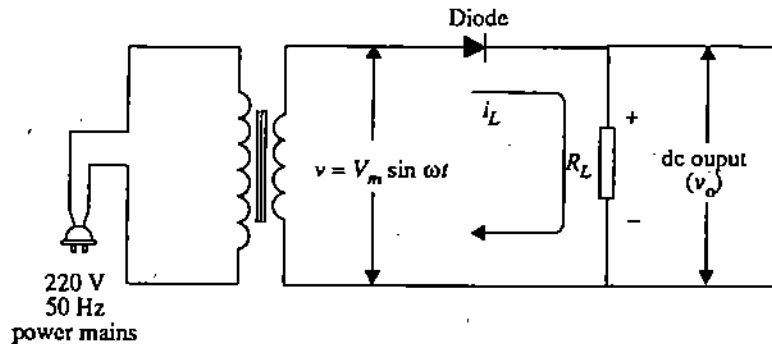 Diode
i_L
+
v = V_m sin ωt
R_L
dc ouput
(v_o)
−
220 V
50 Hz
power mains